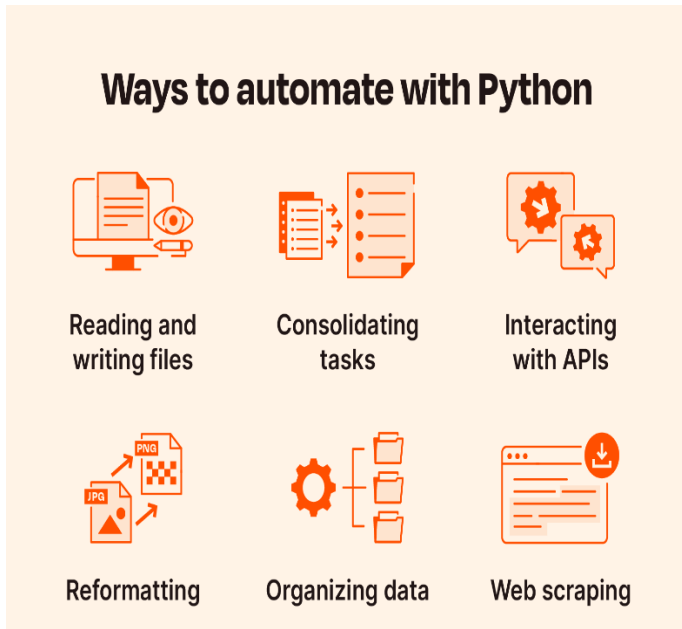 Ways to automate with Python
Reading and
writing files
Consolidating
tasks
Interacting
with APIs
PNG
JPG
Reformatting
Organizing data
Web scraping